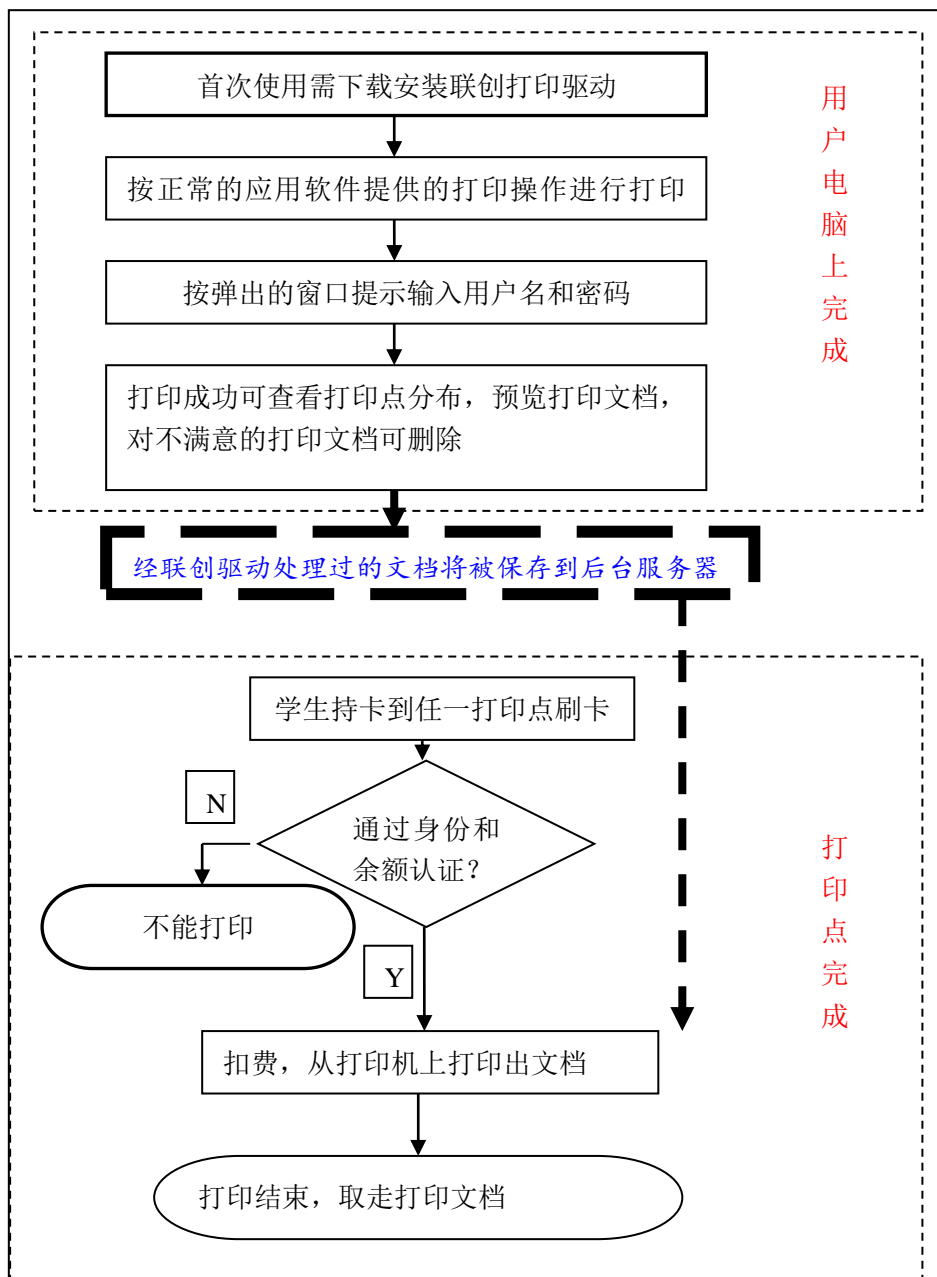 首次使用需下载安装联创打印驱动
按正常的应用软件提供的打印操作进行打印
按弹出的窗口提示输入用户名和密码
打印成功可查看打印点分布，预览打印文档，
对不满意的打印文档可删除
用
户
电
脑
上
完
成
经联创驱动处理过的文档将被保存到后台服务器
学生持卡到任一打印点刷卡
N
通过身份和
余额认证？
不能打印
Y
扣费，从打印机上打印出文档
打印结束，取走打印文档
打
印
点
完
成